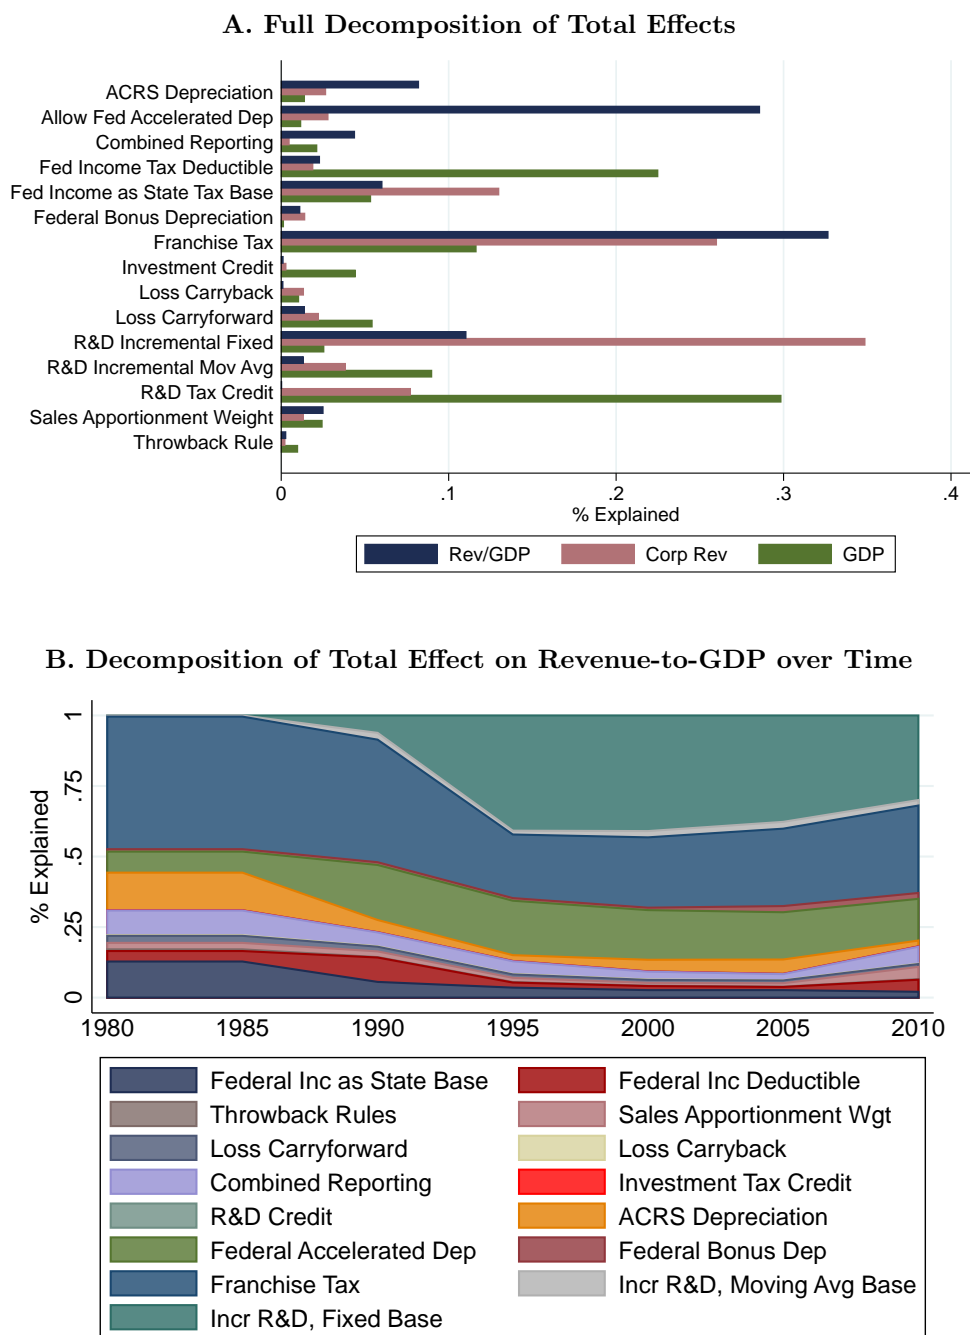 A. Full Decomposition of Total Effects
ACRS Depreciation
Allow Fed Accelerated Dep
Combined Reporting
Fed Income Tax Deductible
Fed Income as State Tax Base
Federal Bonus Depreciation
Franchise Tax
Investment Credit
Loss Carryback
Loss Carryforward
R&D Incremental Fixed
R&D Incremental Mov Avg
R&D Tax Credit
Sales Apportionment Weight
Throwback Rule
0 .1 .2 .3 .4
% Explained
Rev/GDP Corp Rev GDP
B. Decomposition of Total Effect on Revenue-to-GDP over Time
1
.75
.5
.25
0
% Explained
1980 1985 1990 1995 2000 2005 2010
Federal Inc as State Base Federal Inc Deductible
Throwback Rules Sales Apportionment Wgt
Loss Carryforward Loss Carryback
Combined Reporting Investment Tax Credit
R&D Credit ACRS Depreciation
Federal Accelerated Dep Federal Bonus Dep
Franchise Tax Incr R&D, Moving Avg Base
Incr R&D, Fixed Base